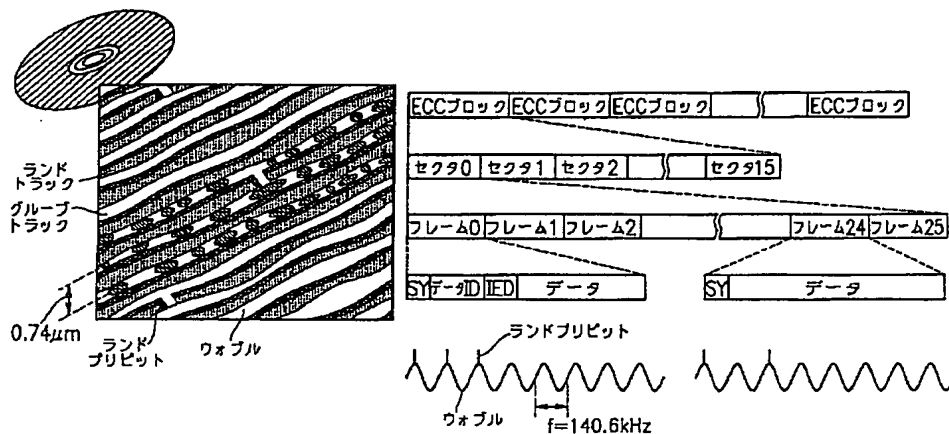 ECCブロック ECCブロック ECCブロック ECCブロック
セクタ0 セクタ1 セクタ2 セクタ15
フレーム0 フレーム1 フレーム2 フレーム24 フレーム25
SY データID IED データ SY データ
ランド
トラック
グルーブ
トラック
0.74μm
ランド
プリピット
ウォブル
ランドプリピット
ウォブル
f=140.6kHz